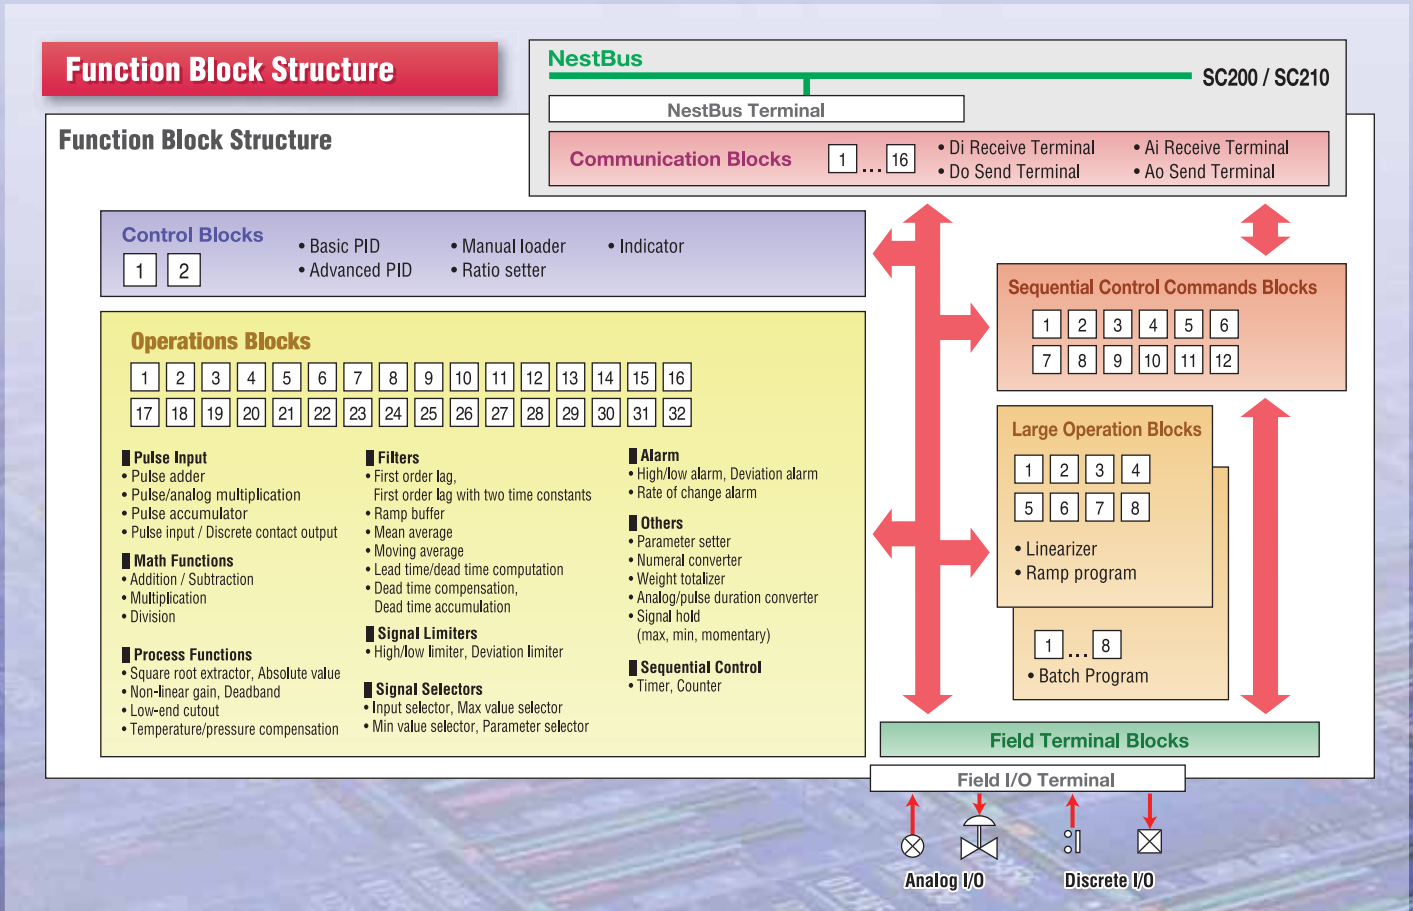 Function Block Structure
NestBus
SC200 / SC210
NestBus Terminal
Function Block Structure
Communication Blocks
1 ... 16
• Di Receive Terminal
• Ai Receive Terminal
• Do Send Terminal
• Ao Send Terminal
Control Blocks
1 2
• Basic PID
• Manual loader
• Indicator
• Advanced PID
• Ratio setter
Sequential Control Commands Blocks
1 2 3 4 5 6
7 8 9 10 11 12
Operations Blocks
1 2 3 4 5 6 7 8 9 10 11 12 13 14 15 16
17 18 19 20 21 22 23 24 25 26 27 28 29 30 31 32
Pulse Input
• Pulse adder
• Pulse/analog multiplication
• Pulse accumulator
• Pulse input / Discrete contact output
Math Functions
• Addition / Subtraction
• Multiplication
• Division
Process Functions
• Square root extractor, Absolute value
• Non-linear gain, Deadband
• Low-end cutout
• Temperature/pressure compensation
Filters
• First order lag,
First order lag with two time constants
• Ramp buffer
• Mean average
• Moving average
• Lead time/dead time computation
• Dead time compensation,
Dead time accumulation
Signal Limiters
• High/low limiter, Deviation limiter
Signal Selectors
• Input selector, Max value selector
• Min value selector, Parameter selector
Alarm
• High/low alarm, Deviation alarm
• Rate of change alarm
Others
• Parameter setter
• Numeral converter
• Weight totalizer
• Analog/pulse duration converter
• Signal hold
(max, min, momentary)
Sequential Control
• Timer, Counter
Large Operation Blocks
1 2 3 4
5 6 7 8
• Linearizer
• Ramp program
1 ... 8
• Batch Program
Field Terminal Blocks
Field I/O Terminal
Analog I/O
Discrete I/O